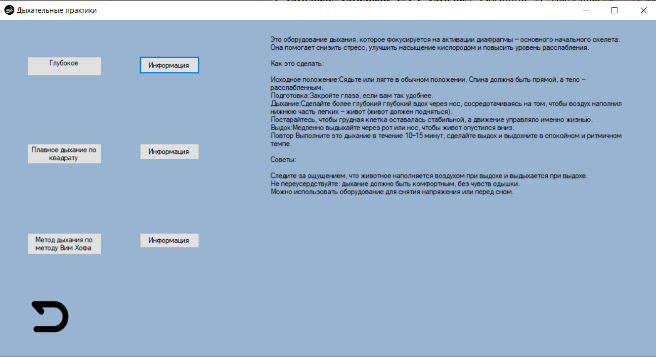 Дыхательные практики
Глубокое
Информация
Плавное дыхание по
квадрату
Информация
Метод дыхания по
методу Вим Хофа
Информация
Это оборудование дыхания, которое фокусируется на активации диафрагмы – основного начального скелета.
Она помогает снизить стресс, улучшить насыщение кислородом и повысить уровень расслабления.
Как это сделать:
Исходное положение:Сядьте или лягте в обычном положении. Спина должна быть прямой, а тело –
расслабленным.
Подготовка:Закройте глаза, если вам так удобнее.
Дыхание:Сделайте более глубокий глубокий вдох через нос, сосредотачиваясь на том, чтобы воздух наполнил
нижнюю часть легких – живот (живот должен подняться).
Постарайтесь, чтобы грудная клетка оставалась стабильной, а движение управляло именно жизнью.
Выдох:Медленно выдыхайте через рот или нос, чтобы живот опустился вниз.
Повтор:Выполните это дыхание в течение 10–15 минут, сделайте выдох и выдохните в спокойном и ритмичном
темпе.
Советы:
Следите за ощущением, что животное наполняется воздухом при выдохе и выдыхается при выдохе.
Не переусердствуйте: дыхание должно быть комфортным, без чувств одышки.
Можно использовать оборудование для снятия напряжения или перед сном.